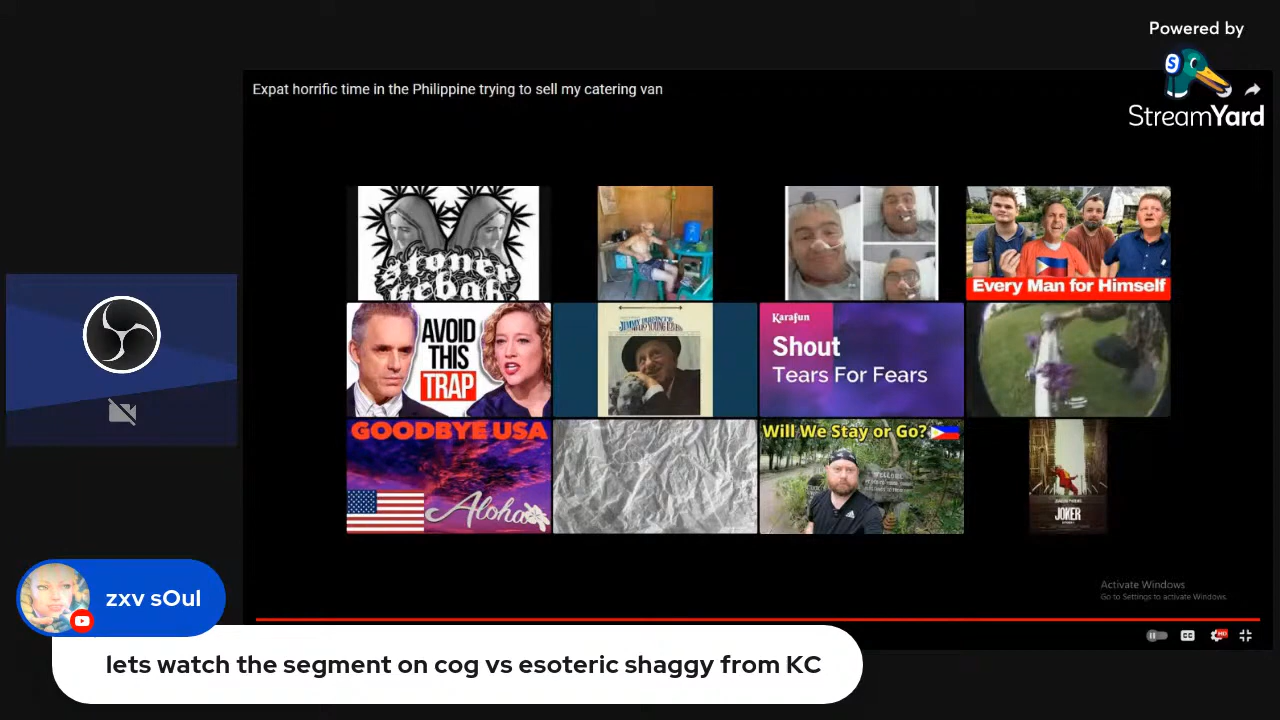 Powered by
S
StreamYard
Expat horrific time in the Philippine trying to sell my catering van
stoner
Every Man for Himself
AVOID
THIS
TRAP
Karafun
Shout
Tears For Fears
GOODBYE USA
Aloha
Will We Stay or Go?
JOKER
Activate Windows
Go to Settings to activate Windows.
CC
HD
zxv sOul
lets watch the segment on cog vs esoteric shaggy from KC